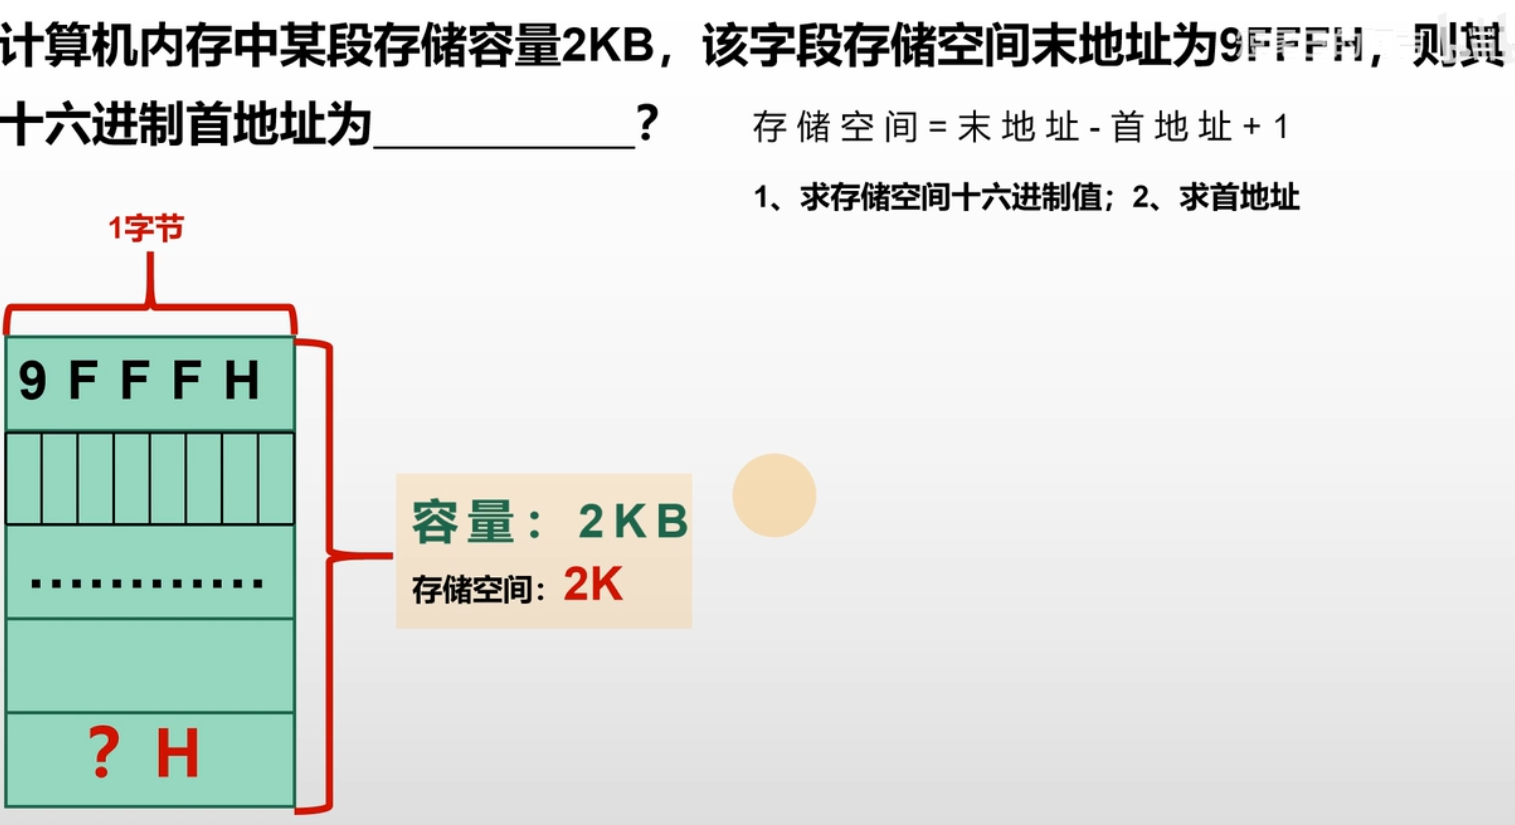 计算机内存中某段存储容量2KB，该字段存储空间末地址为9FFFH，则其
十六进制首地址为__________？
存储空间=末地址-首地址+1
1、求存储空间十六进制值；2、求首地址
1字节
9FFFH
............
？H
容量：2KB
存储空间：2K